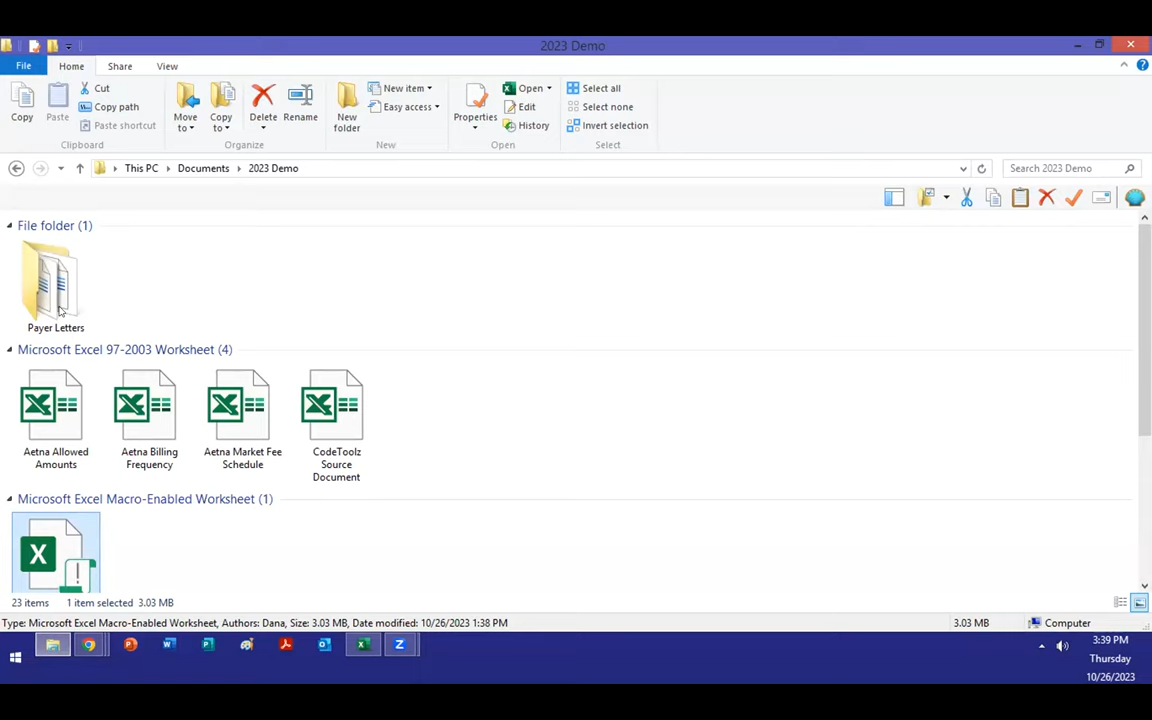 2023 Demo
File Home Share View
Cut
Copy path
Paste shortcut
Copy Paste
Clipboard
Move to Copy to Delete Rename
Organize
New folder
New item
Easy access
New
Properties
Open
Edit
History
Open
Select all
Select none
Invert selection
Select
This PC Documents 2023 Demo
Search 2023 Demo
File folder (1)
Payer Letters
Microsoft Excel 97-2003 Worksheet (4)
Aetna Allowed Amounts
Aetna Billing Frequency
Aetna Market Fee Schedule
CodeToolz Source Document
Microsoft Excel Macro-Enabled Worksheet (1)
23 items 1 item selected 3.03 MB
Type: Microsoft Excel Macro-Enabled Worksheet, Authors: Dana, Size: 3.03 MB, Date modified: 10/26/2023 1:38 PM 3.03 MB Computer
3:39 PM
Thursday
10/26/2023